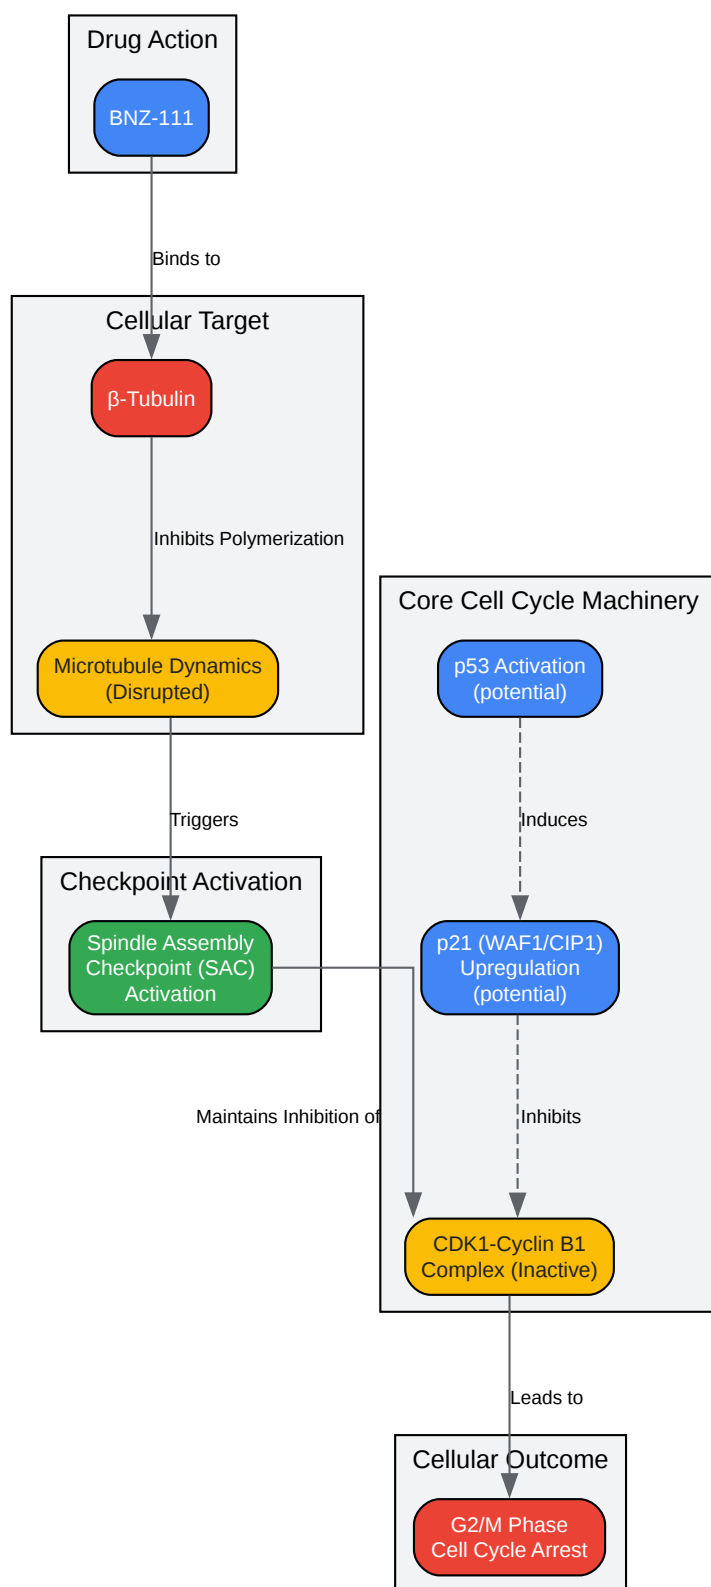 Drug Action
BNZ-111
Binds to
Cellular Target
β-Tubulin
Inhibits Polymerization
Microtubule Dynamics
(Disrupted)
Triggers
Checkpoint Activation
Spindle Assembly
Checkpoint (SAC)
Activation
Maintains Inhibition of
Core Cell Cycle Machinery
p53 Activation
(potential)
Induces
p21 (WAF1/CIP1)
Upregulation
(potential)
Inhibits
CDK1-Cyclin B1
Complex (Inactive)
Leads to
Cellular Outcome
G2/M Phase
Cell Cycle Arrest